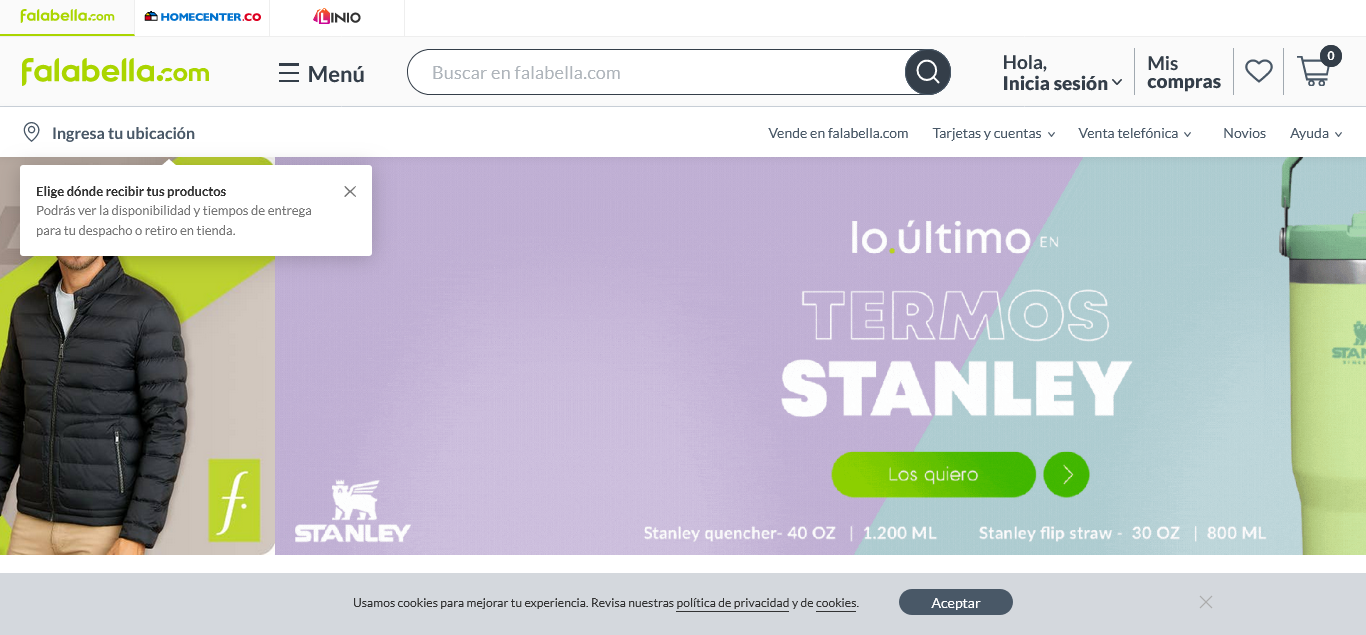 falabella.com
HOMECENTER.CO
LINIO
falabella.com
Menú
Buscar en falabella.com
Hola,
Inicia sesión
Mis
compras
0
Ingresa tu ubicación
Vende en falabella.com
Tarjetas y cuentas
Venta telefónica
Novios
Ayuda
Elige dónde recibir tus productos
Podrás ver la disponibilidad y tiempos de entrega
para tu despacho o retiro en tienda.
lo.último EN
TERMOS
STANLEY
Los quiero
f.
STANLEY
Stanley quencher- 40 OZ | 1.200 ML
Stanley flip straw - 30 OZ | 800 ML
Usamos cookies para mejorar tu experiencia. Revisa nuestras política de privacidad y de cookies.
Aceptar